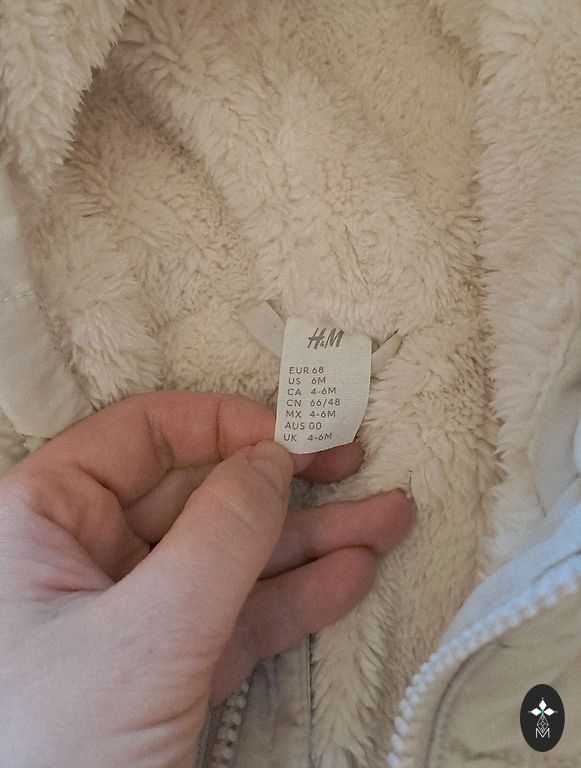 H&M
EUR 68
US 6M
CA 4-6M
CN 66/48
MX 4-6M
AUS 00
UK 4-6M
M